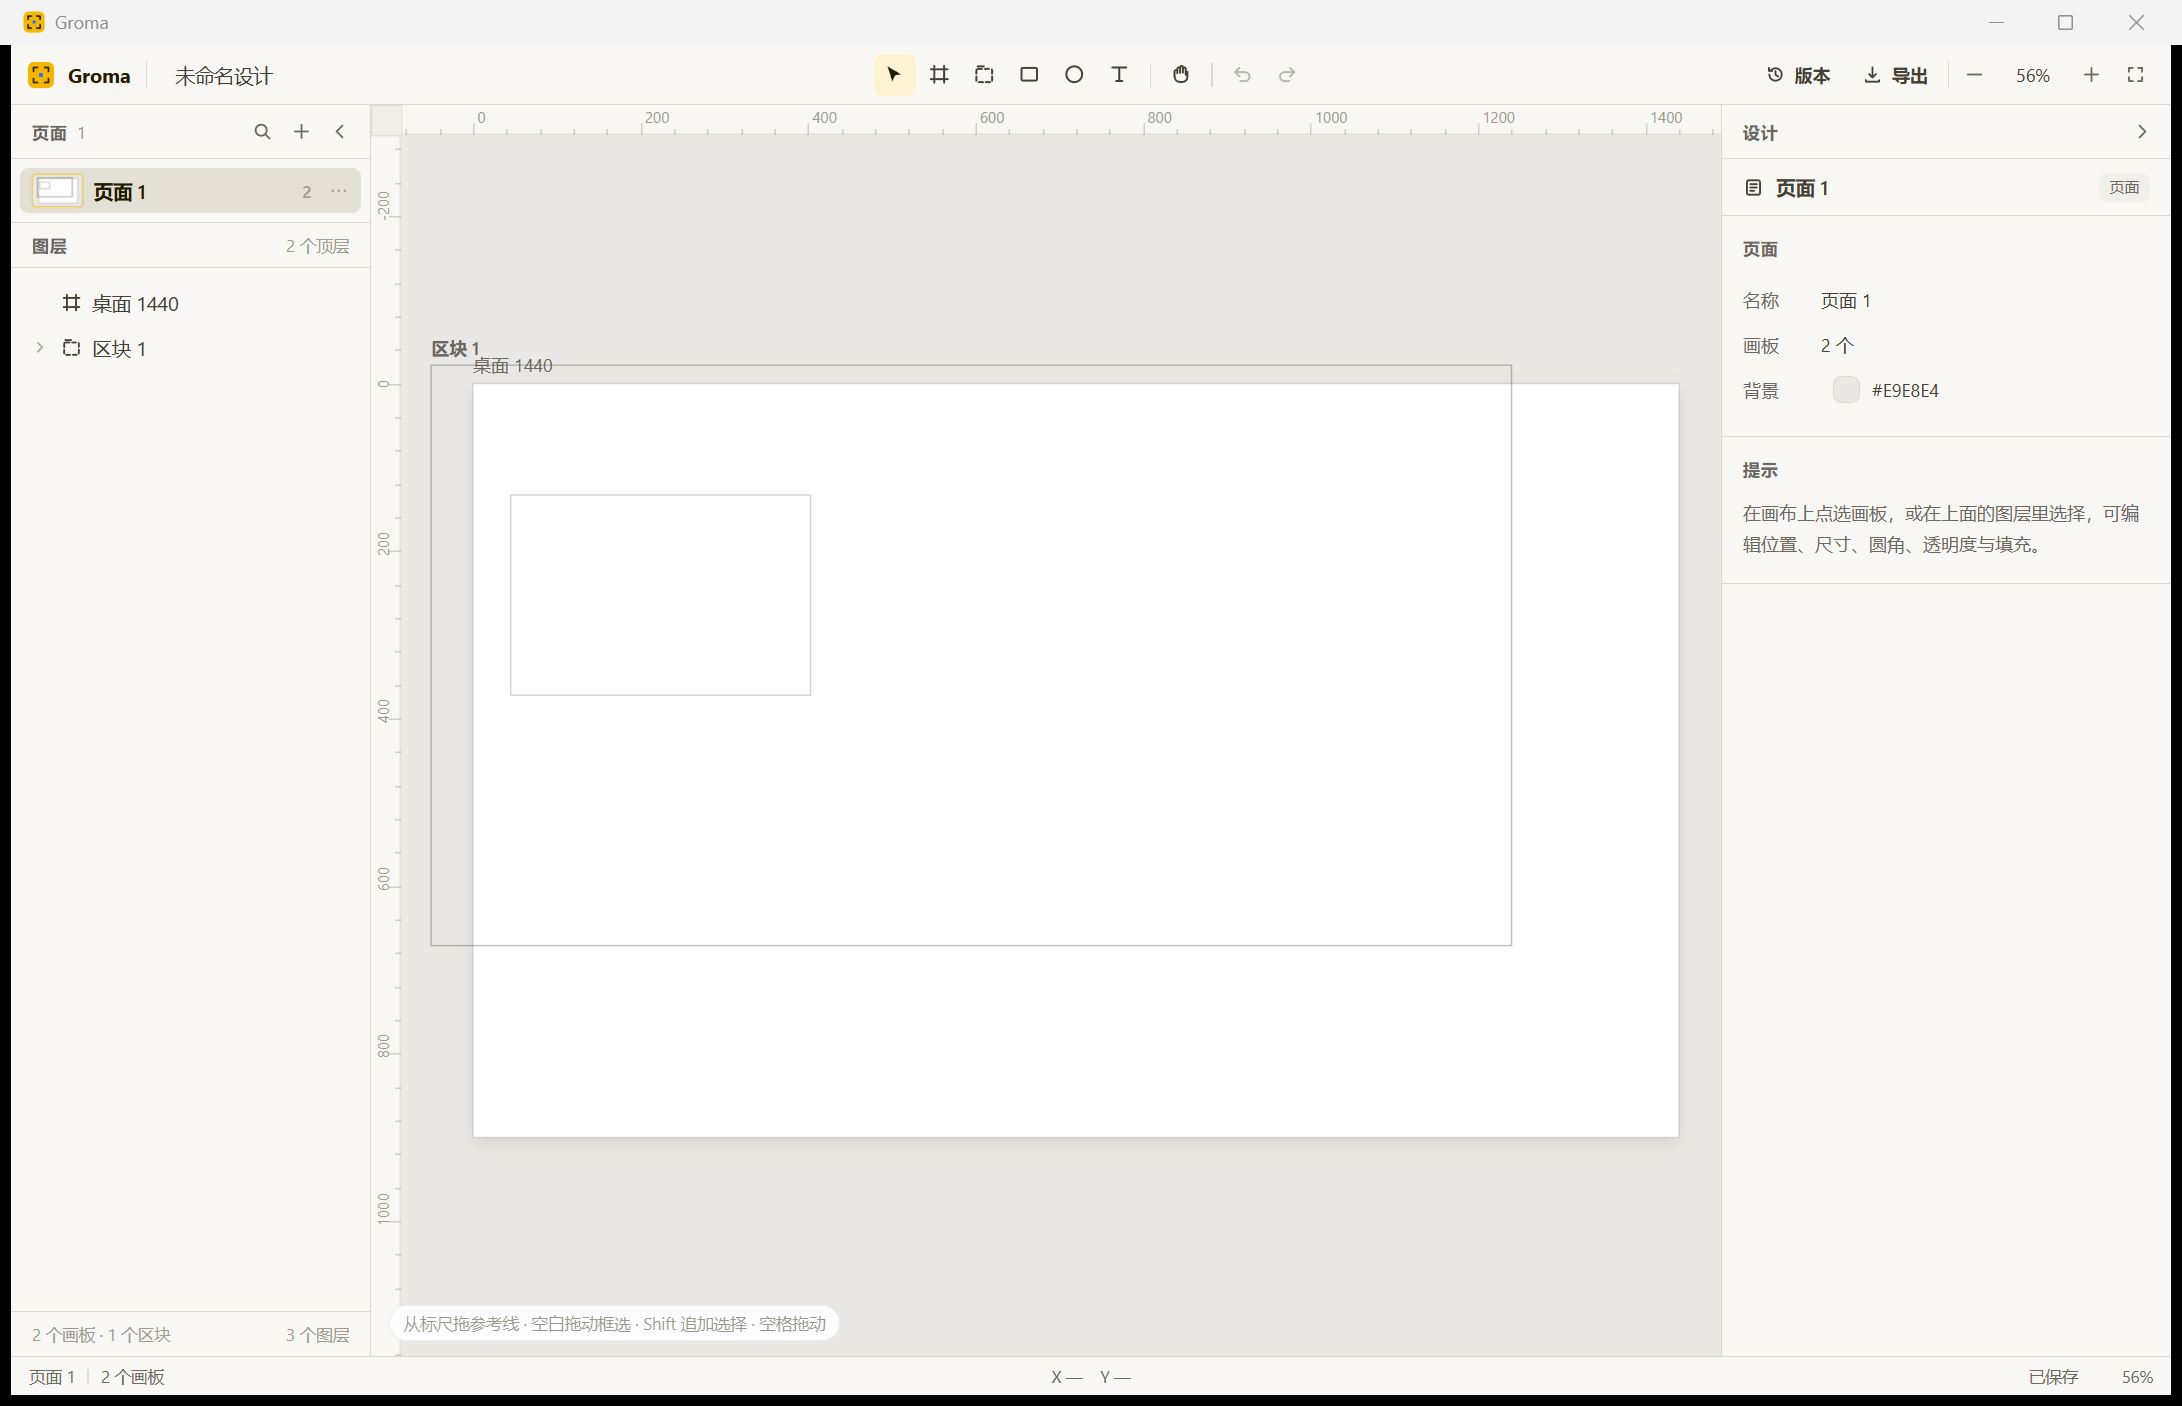 Groma
Groma 未命名设计 版本 导出 56%
页面 1
页面 1 2 ···
图层 2 个顶层
桌面 1440
区块 1
0 200 400 600 800 1000 1200 1400
-200
0
200
400
600
800
1000
区块 1
桌面 1440
从标尺拖参考线 · 空白拖动框选 · Shift 追加选择 · 空格拖动
设计
页面 1 页面
页面
名称 页面 1
画板 2 个
背景 #E9E8E4
提示
在画布上点选画板，或在上面的图层里选择，可编
辑位置、尺寸、圆角、透明度与填充。
2 个画板 · 1 个区块 3 个图层
页面 1 2 个画板 X — Y — 已保存 56%